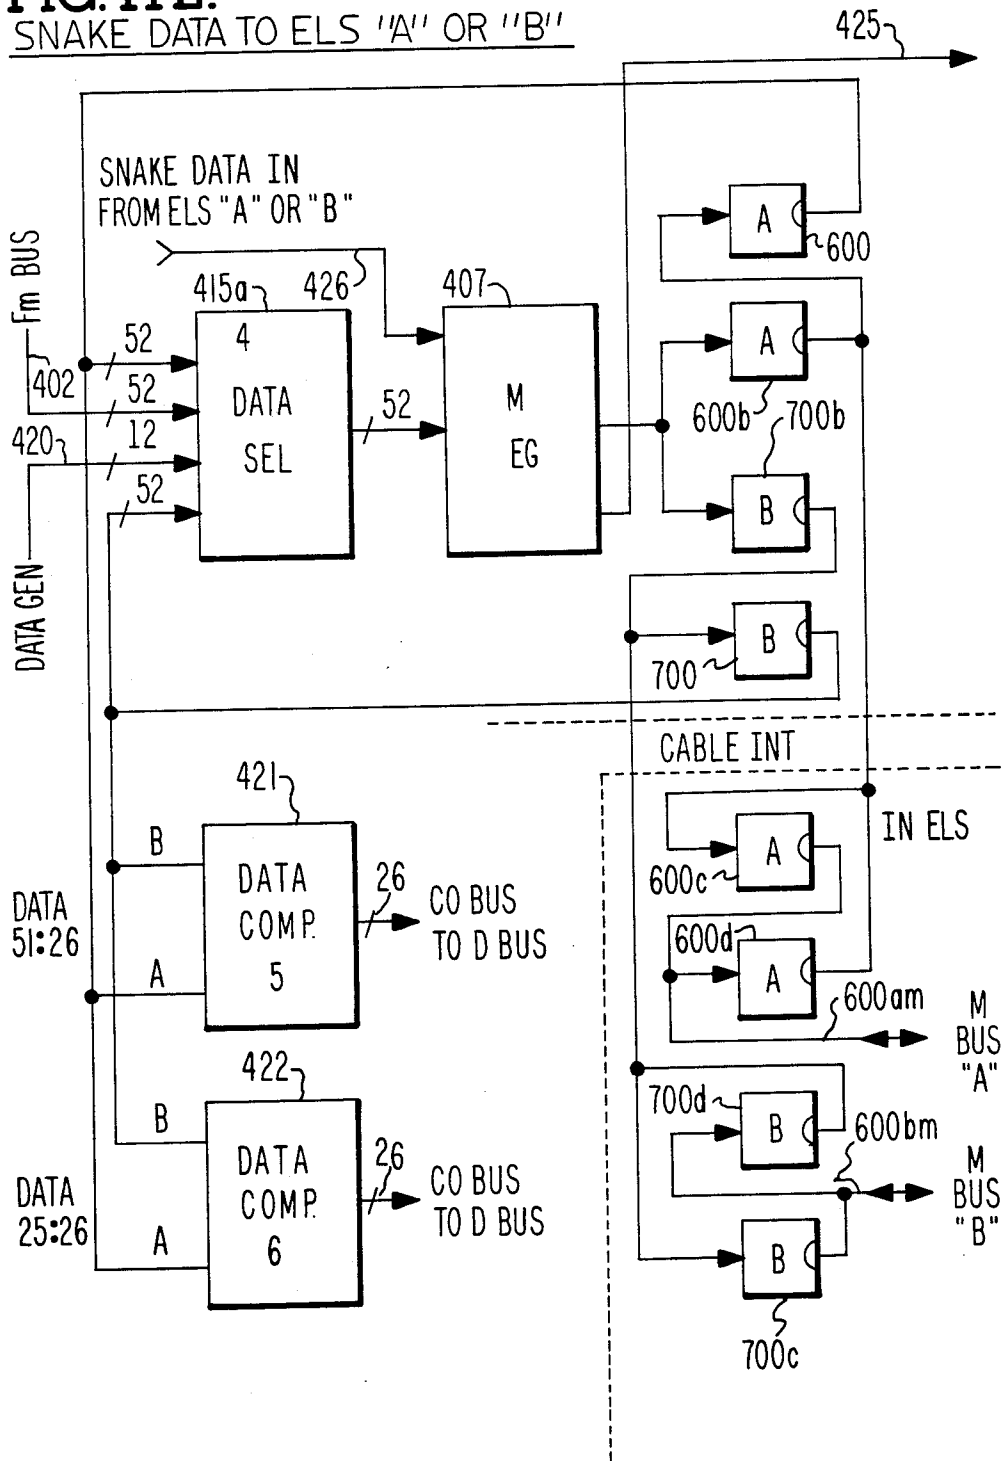 SNAKE DATA TO ELS "A" OR "B"
425
SNAKE DATA IN
FROM ELS "A" OR "B"
426
Fm BUS
402
415a
407
52
52
12
52
420
DATA GEN
4
DATA
SEL
52
M
EG
A
600
A
600b
700b
B
B
700
CABLE INT
IN ELS
421
B
A
DATA
51:26
DATA
COMP.
5
26
CO BUS
TO D BUS
422
B
A
DATA
25:26
DATA
COMP.
6
26
CO BUS
TO D BUS
A
600c
600d
A
600am
M
BUS
"A"
700d
B
600bm
M
BUS
"B"
B
700c